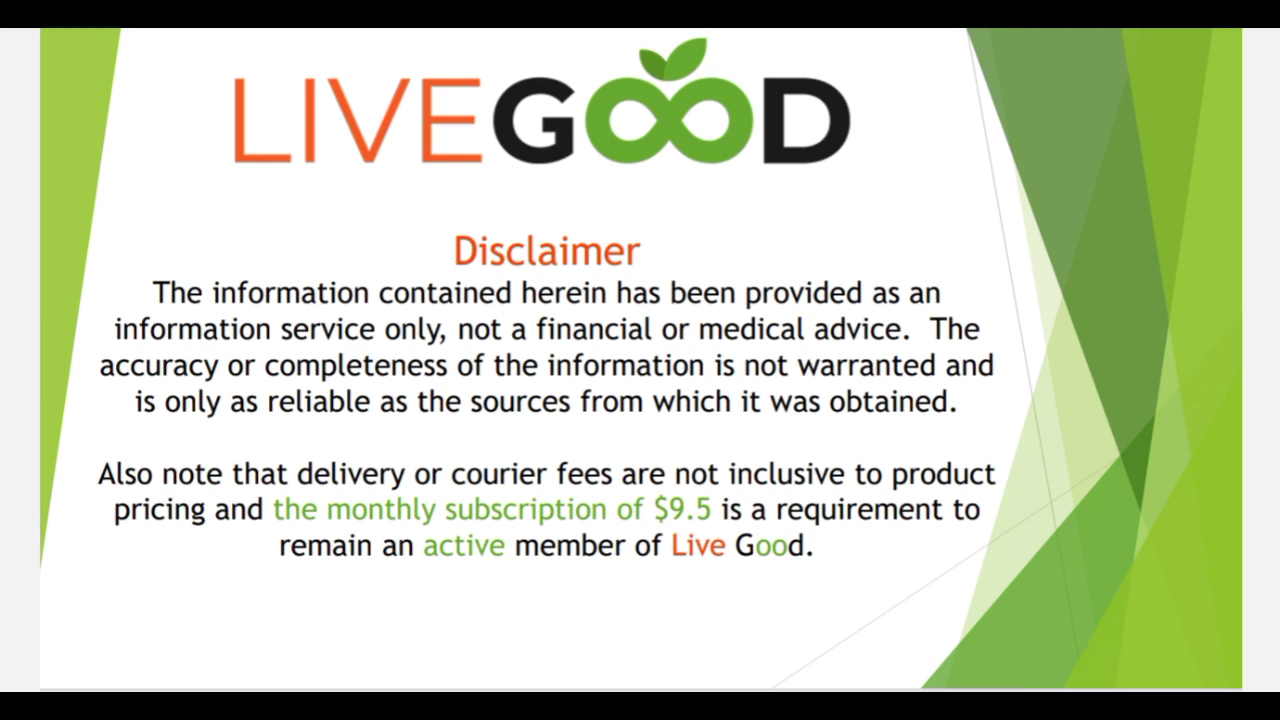 LIVEGOOD
Disclaimer
The information contained herein has been provided as an
information service only, not a financial or medical advice.  The
accuracy or completeness of the information is not warranted and
is only as reliable as the sources from which it was obtained.
Also note that delivery or courier fees are not inclusive to product
pricing and the monthly subscription of $9.5 is a requirement to
remain an active member of Live Good.